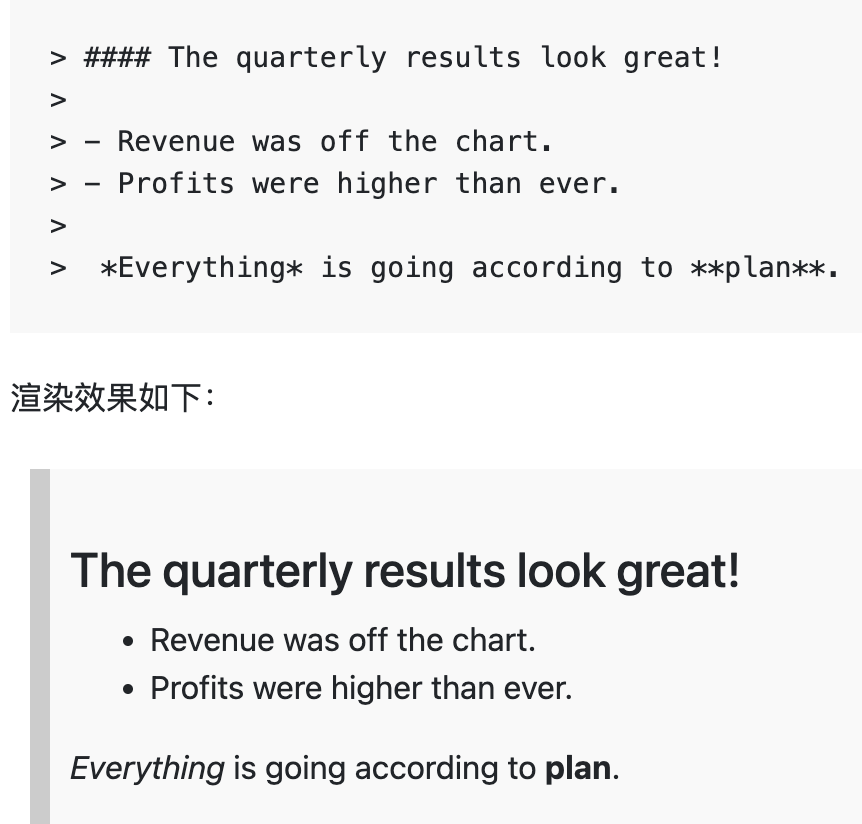 > #### The quarterly results look great!
>
> - Revenue was off the chart.
> - Profits were higher than ever.
>
>  *Everything* is going according to **plan**.
渲染效果如下：
The quarterly results look great!
• Revenue was off the chart.
• Profits were higher than ever.
Everything is going according to plan.